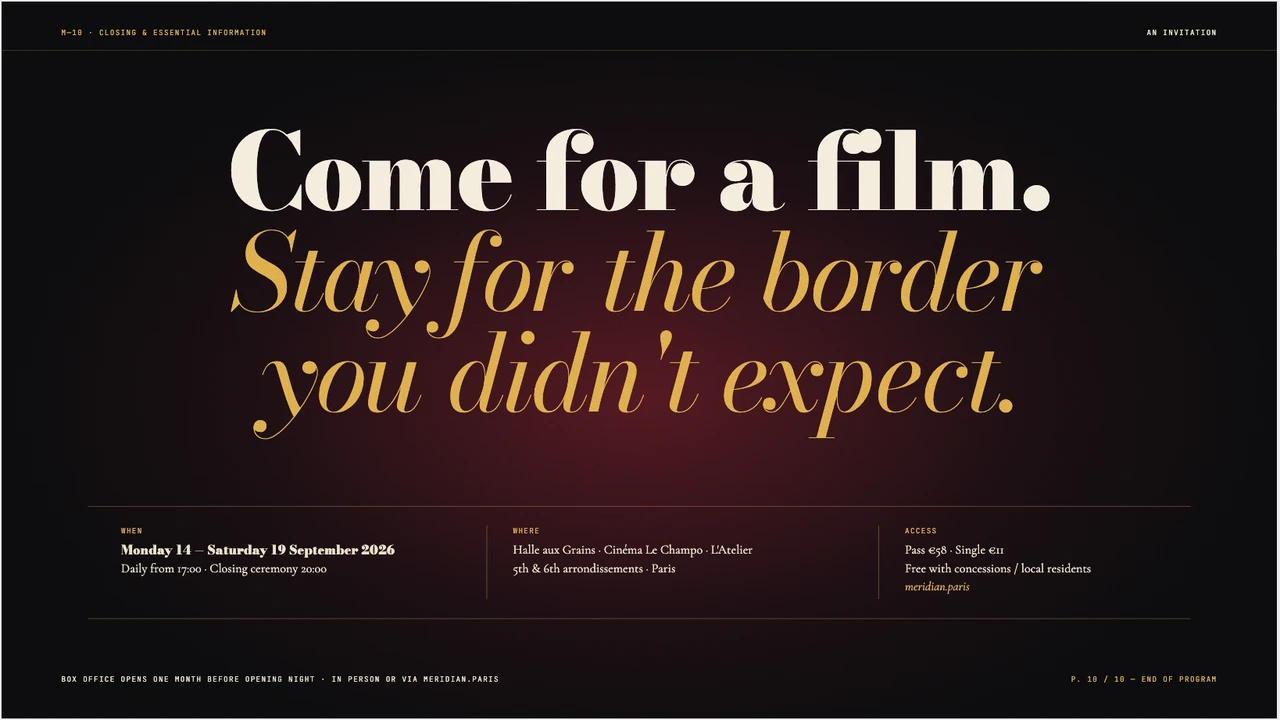 M—10 · CLOSING & ESSENTIAL INFORMATION
AN INVITATION
Come for a film.
Stay for the border
you didn't expect.
WHEN
Monday 14 — Saturday 19 September 2026
Daily from 17:00 · Closing ceremony 20:00
WHERE
Halle aux Grains · Cinéma Le Champo · L'Atelier
5th & 6th arrondissements · Paris
ACCESS
Pass €58 · Single €11
Free with concessions / local residents
meridian.paris
BOX OFFICE OPENS ONE MONTH BEFORE OPENING NIGHT · IN PERSON OR VIA MERIDIAN.PARIS
P. 10 / 10 — END OF PROGRAM